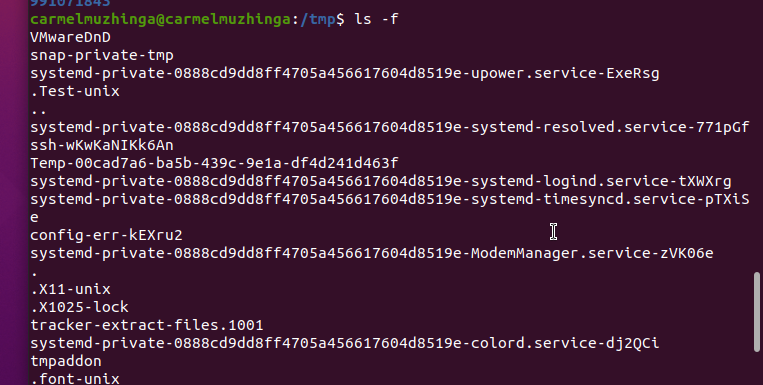 991071843
carmelmuzhinga@carmelmuzhinga:/tmp$ ls -f
VMwareDnD
snap-private-tmp
systemd-private-0888cd9dd8ff4705a456617604d8519e-upower.service-ExeRsg
.Test-unix
..
systemd-private-0888cd9dd8ff4705a456617604d8519e-systemd-resolved.service-771pGf
ssh-wKwKaNIKk6An
Temp-00cad7a6-ba5b-439c-9e1a-df4d241d463f
systemd-private-0888cd9dd8ff4705a456617604d8519e-systemd-logind.service-tXWXrg
systemd-private-0888cd9dd8ff4705a456617604d8519e-systemd-timesyncd.service-pTXiS
e
config-err-kEXru2
systemd-private-0888cd9dd8ff4705a456617604d8519e-ModemManager.service-zVK06e
.
.X11-unix
.X1025-lock
tracker-extract-files.1001
systemd-private-0888cd9dd8ff4705a456617604d8519e-colord.service-dj2QCi
tmpaddon
.font-unix